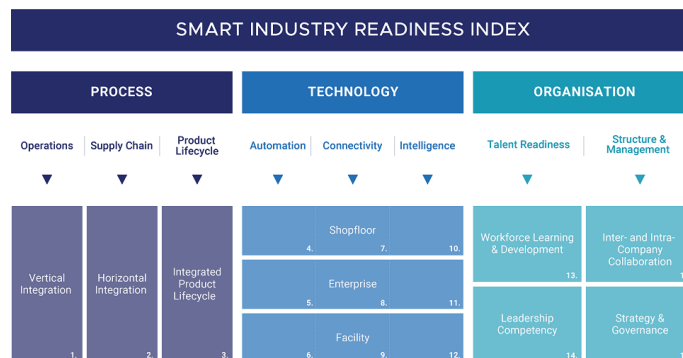 SMART INDUSTRY READINESS INDEX
PROCESS
TECHNOLOGY
ORGANISATION
Operations
Supply Chain
Product
Lifecycle
Automation
Connectivity
Intelligence
Talent Readiness
Structure &
Management
Vertical
Integration
1.
Horizontal
Integration
2.
Integrated
Product
Lifecycle
3.
Shopfloor
4.
7.
10.
Enterprise
5.
8.
11.
Facility
6.
9.
12.
Workforce Learning
& Development
13.
Inter- and Intra-
Company
Collaboration
Leadership
Competency
14.
Strategy &
Governance